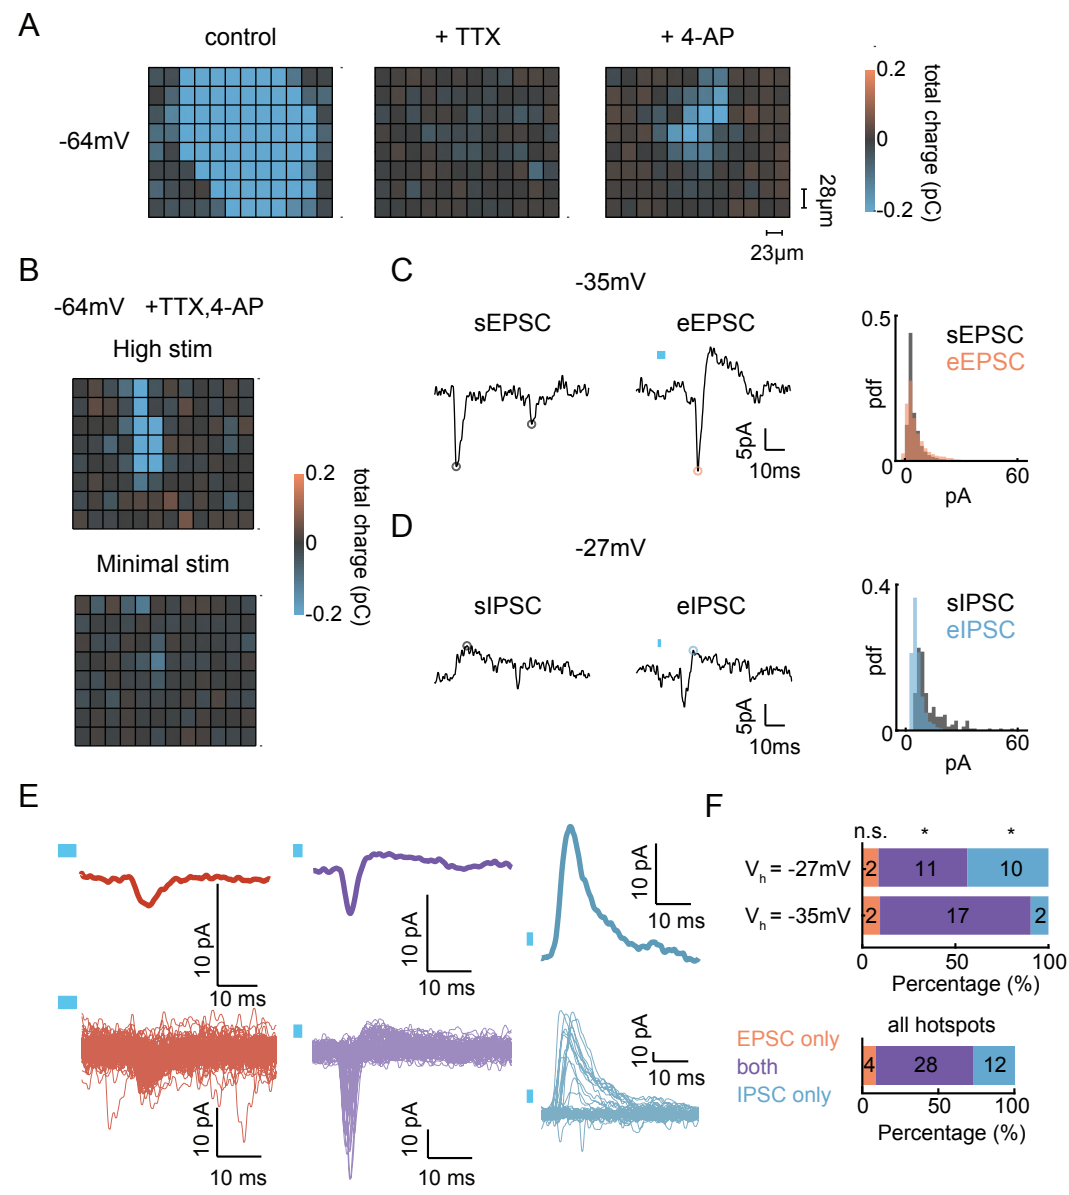 A
control
+ TTX
+ 4-AP
-64mV
0.2
0
-0.2
total charge (pC)
28µm
23µm
B
-64mV +TTX,4-AP
High stim
Minimal stim
0.2
0
-0.2
total charge (pC)
C
-35mV
sEPSC
eEPSC
5pA
10ms
0.5
pdf
0
0
60
pA
sEPSC
eEPSC
D
-27mV
sIPSC
eIPSC
5pA
10ms
0.4
pdf
0
0
60
pA
sIPSC
eIPSC
E
10 pA
10 ms
10 pA
10 ms
10 pA
10 ms
10 pA
10 ms
10 pA
10 ms
10 pA
10 ms
F
n.s.
*
*
Vh = -27mV
2
11
10
Vh = -35mV
2
17
2
0
50
100
Percentage (%)
all hotspots
EPSC only
both
IPSC only
4
28
12
0
50
100
Percentage (%)